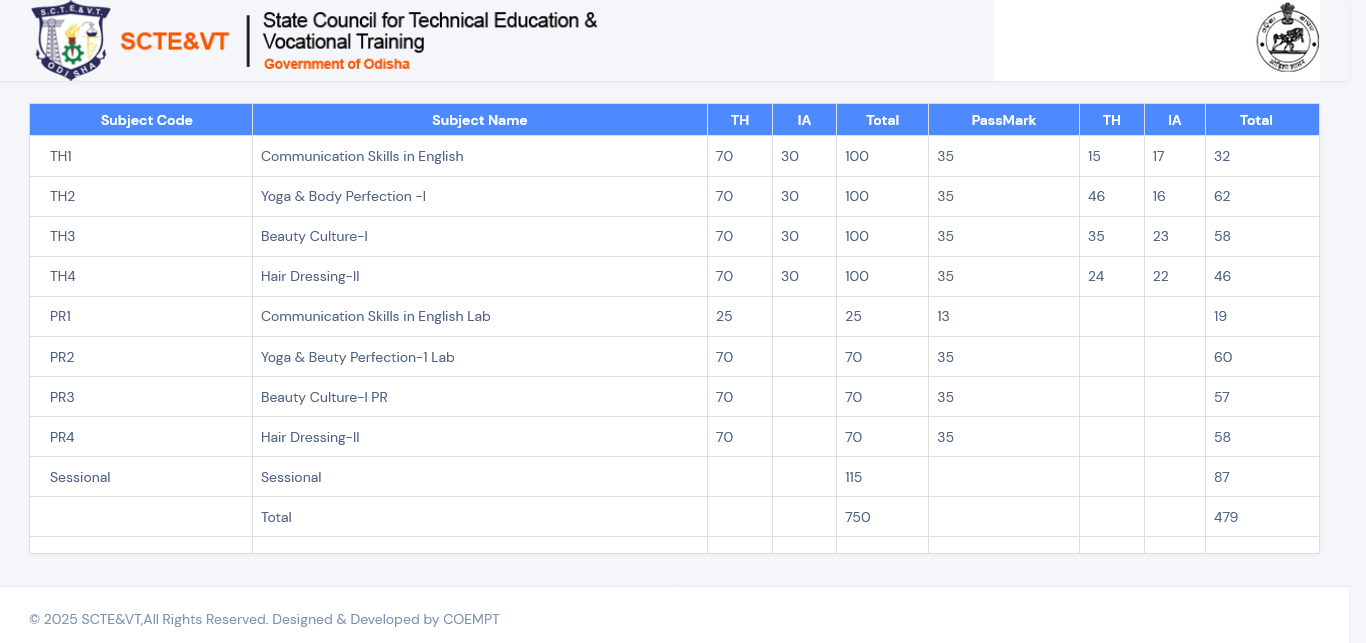 S.C.T.E.&V.T.
ODISHA
SCTE&VT
State Council for Technical Education &
Vocational Training
Government of Odisha
Subject Code Subject Name TH IA Total PassMark TH IA Total
TH1 Communication Skills in English 70 30 100 35 15 17 32
TH2 Yoga & Body Perfection -I 70 30 100 35 46 16 62
TH3 Beauty Culture-I 70 30 100 35 35 23 58
TH4 Hair Dressing-II 70 30 100 35 24 22 46
PR1 Communication Skills in English Lab 25 25 13 19
PR2 Yoga & Beuty Perfection-1 Lab 70 70 35 60
PR3 Beauty Culture-I PR 70 70 35 57
PR4 Hair Dressing-II 70 70 35 58
Sessional Sessional 115 87
Total 750 479
© 2025 SCTE&VT,All Rights Reserved. Designed & Developed by COEMPT